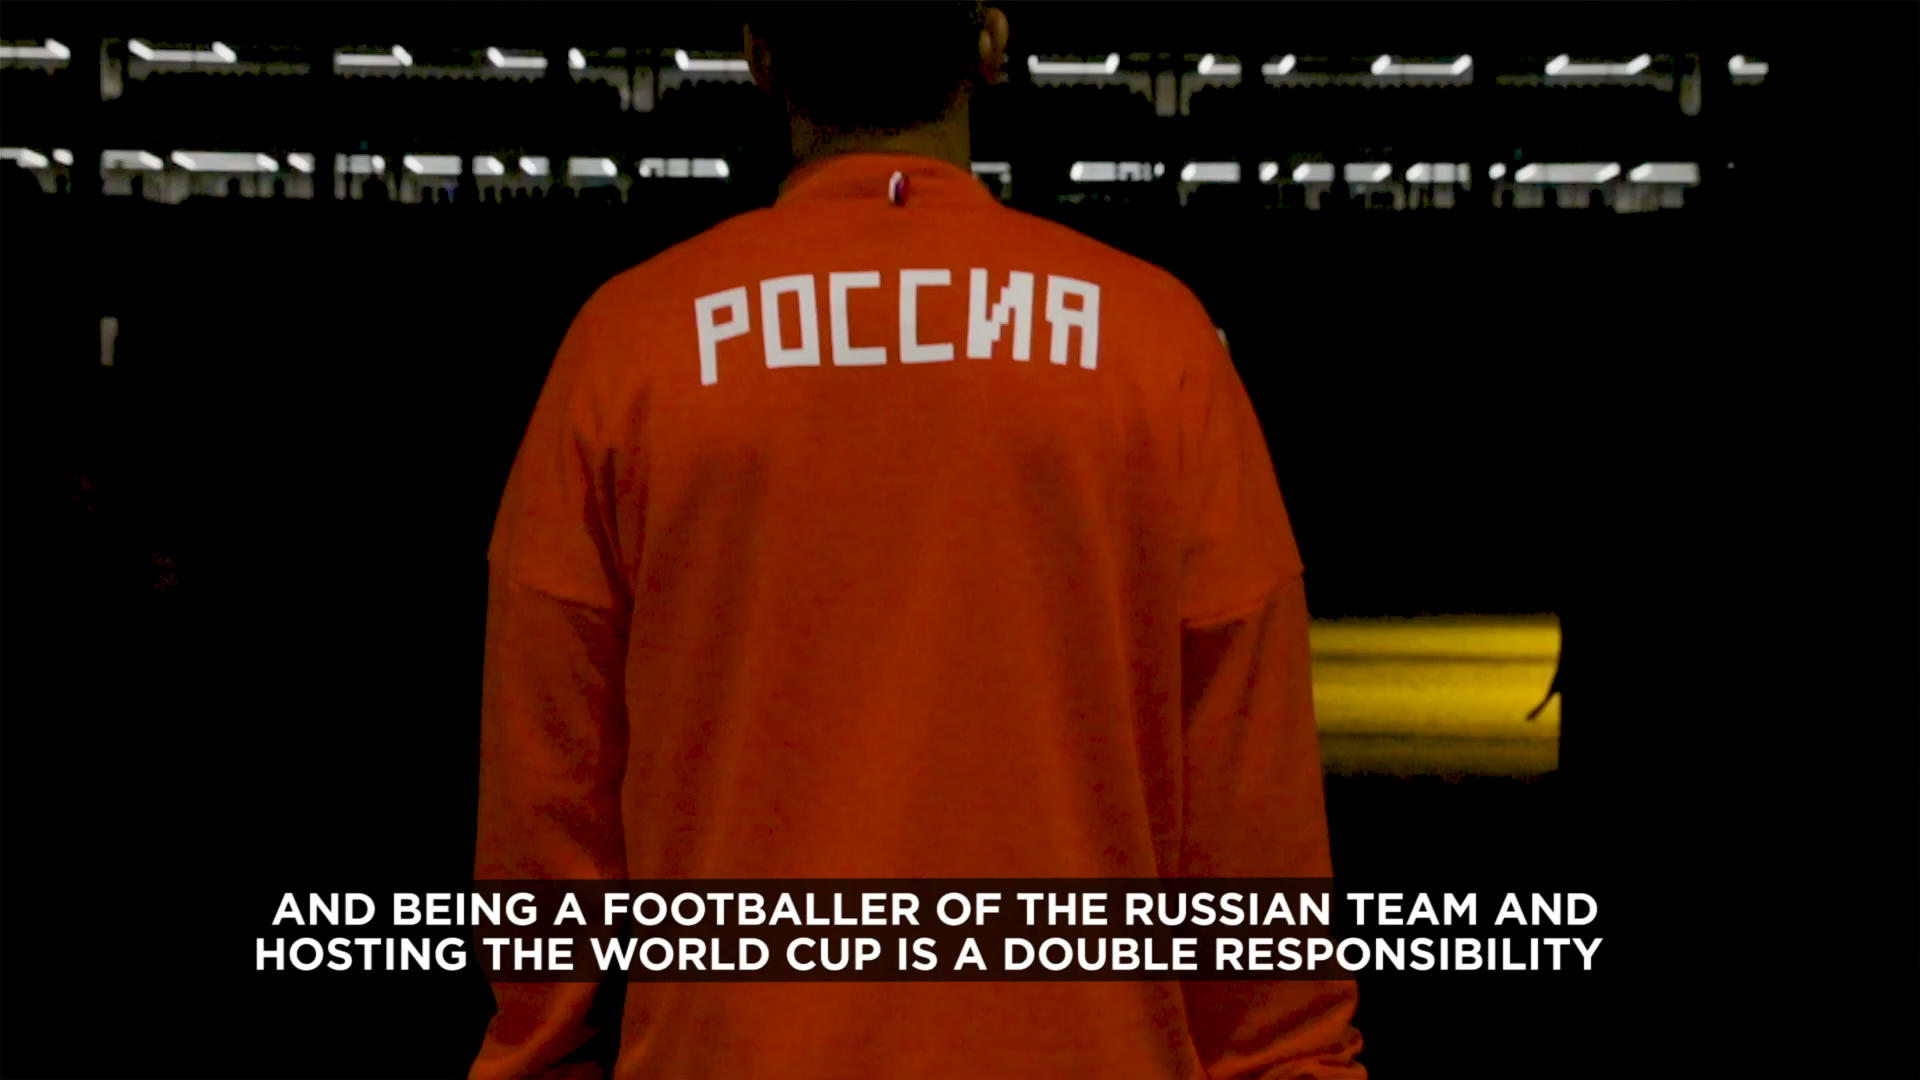 РОССИЯ
AND BEING A FOOTBALLER OF THE RUSSIAN TEAM AND
HOSTING THE WORLD CUP IS A DOUBLE RESPONSIBILITY